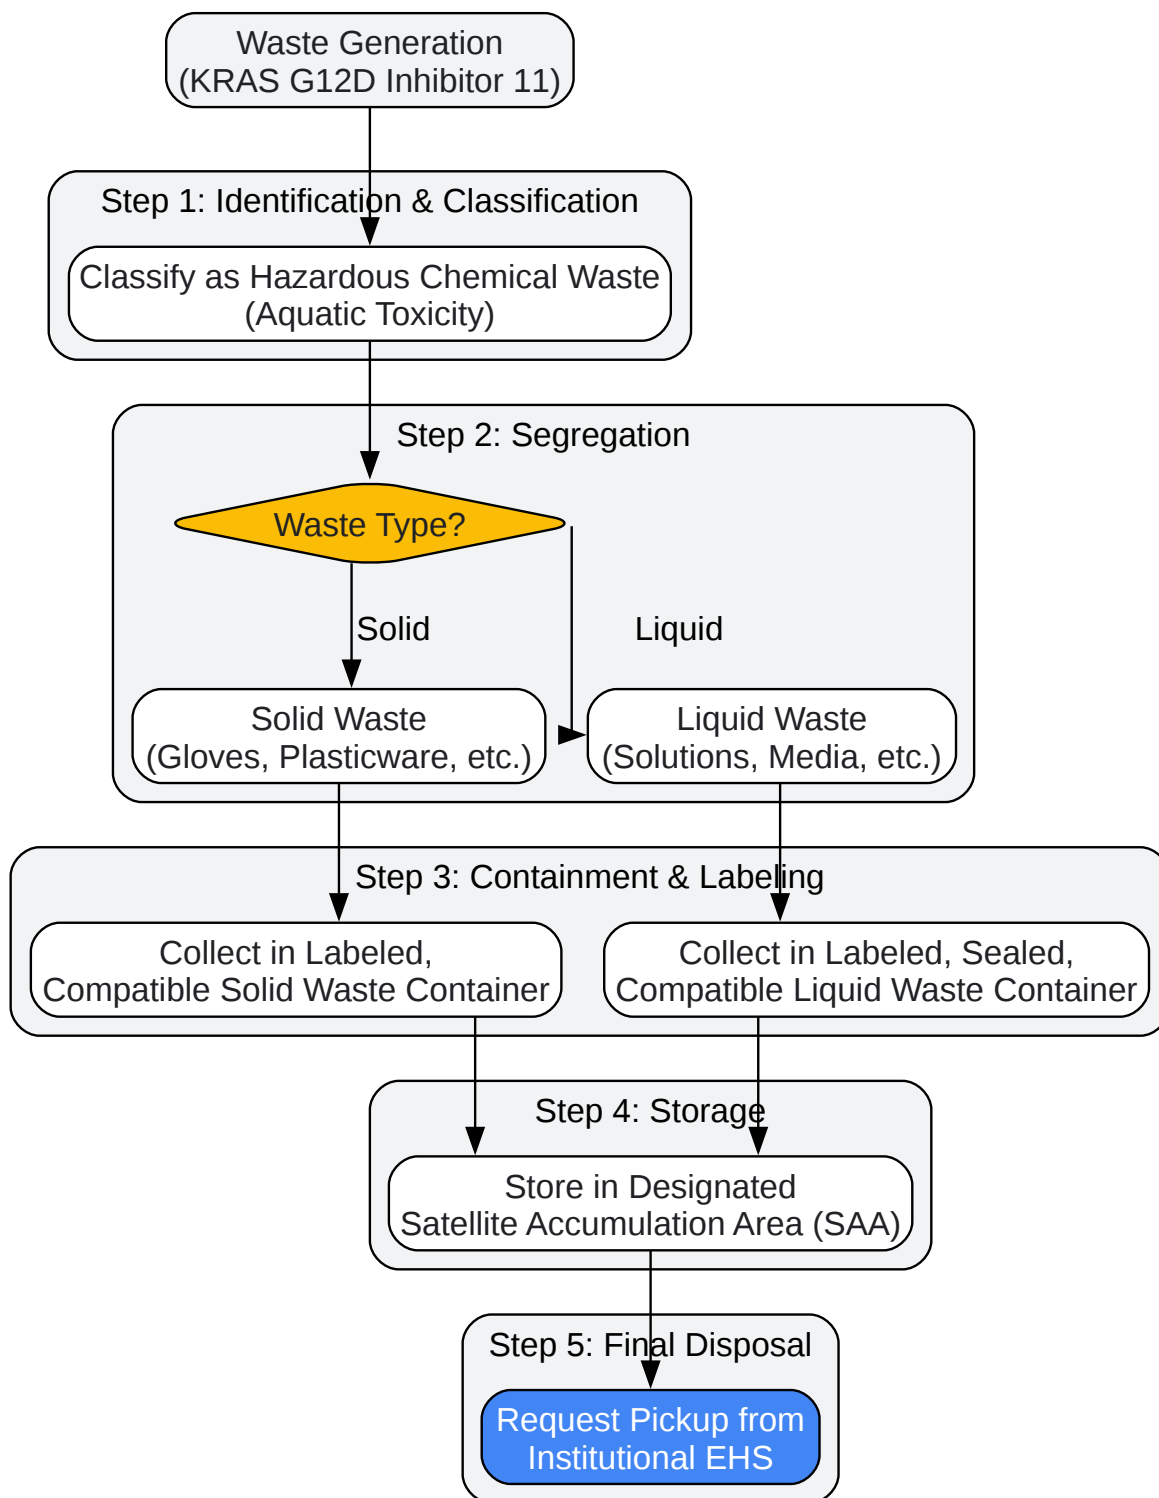 Waste Generation
(KRAS G12D Inhibitor 11)
Step 1: Identification & Classification
Classify as Hazardous Chemical Waste
(Aquatic Toxicity)
Step 2: Segregation
Waste Type?
Solid
Liquid
Solid Waste
(Gloves, Plasticware, etc.)
Liquid Waste
(Solutions, Media, etc.)
Step 3: Containment & Labeling
Collect in Labeled,
Compatible Solid Waste Container
Collect in Labeled, Sealed,
Compatible Liquid Waste Container
Step 4: Storage
Store in Designated
Satellite Accumulation Area (SAA)
Step 5: Final Disposal
Request Pickup from
Institutional EHS